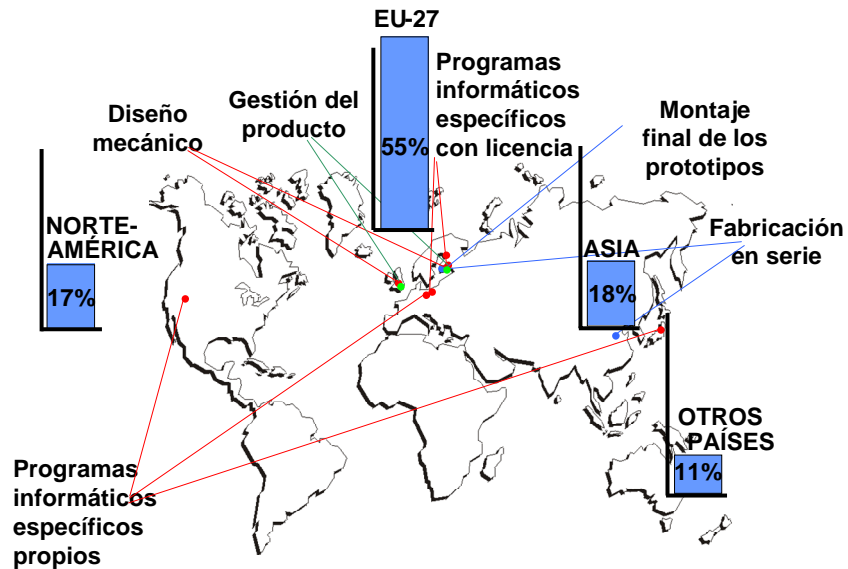 EU-27
55%
Programas
informáticos
específicos
con licencia
Gestión del
producto
Diseño
mecánico
Montaje
final de los
prototipos
NORTE-
AMÉRICA
17%
ASIA
18%
Fabricación
en serie
OTROS
PAÍSES
11%
Programas
informáticos
específicos
propios